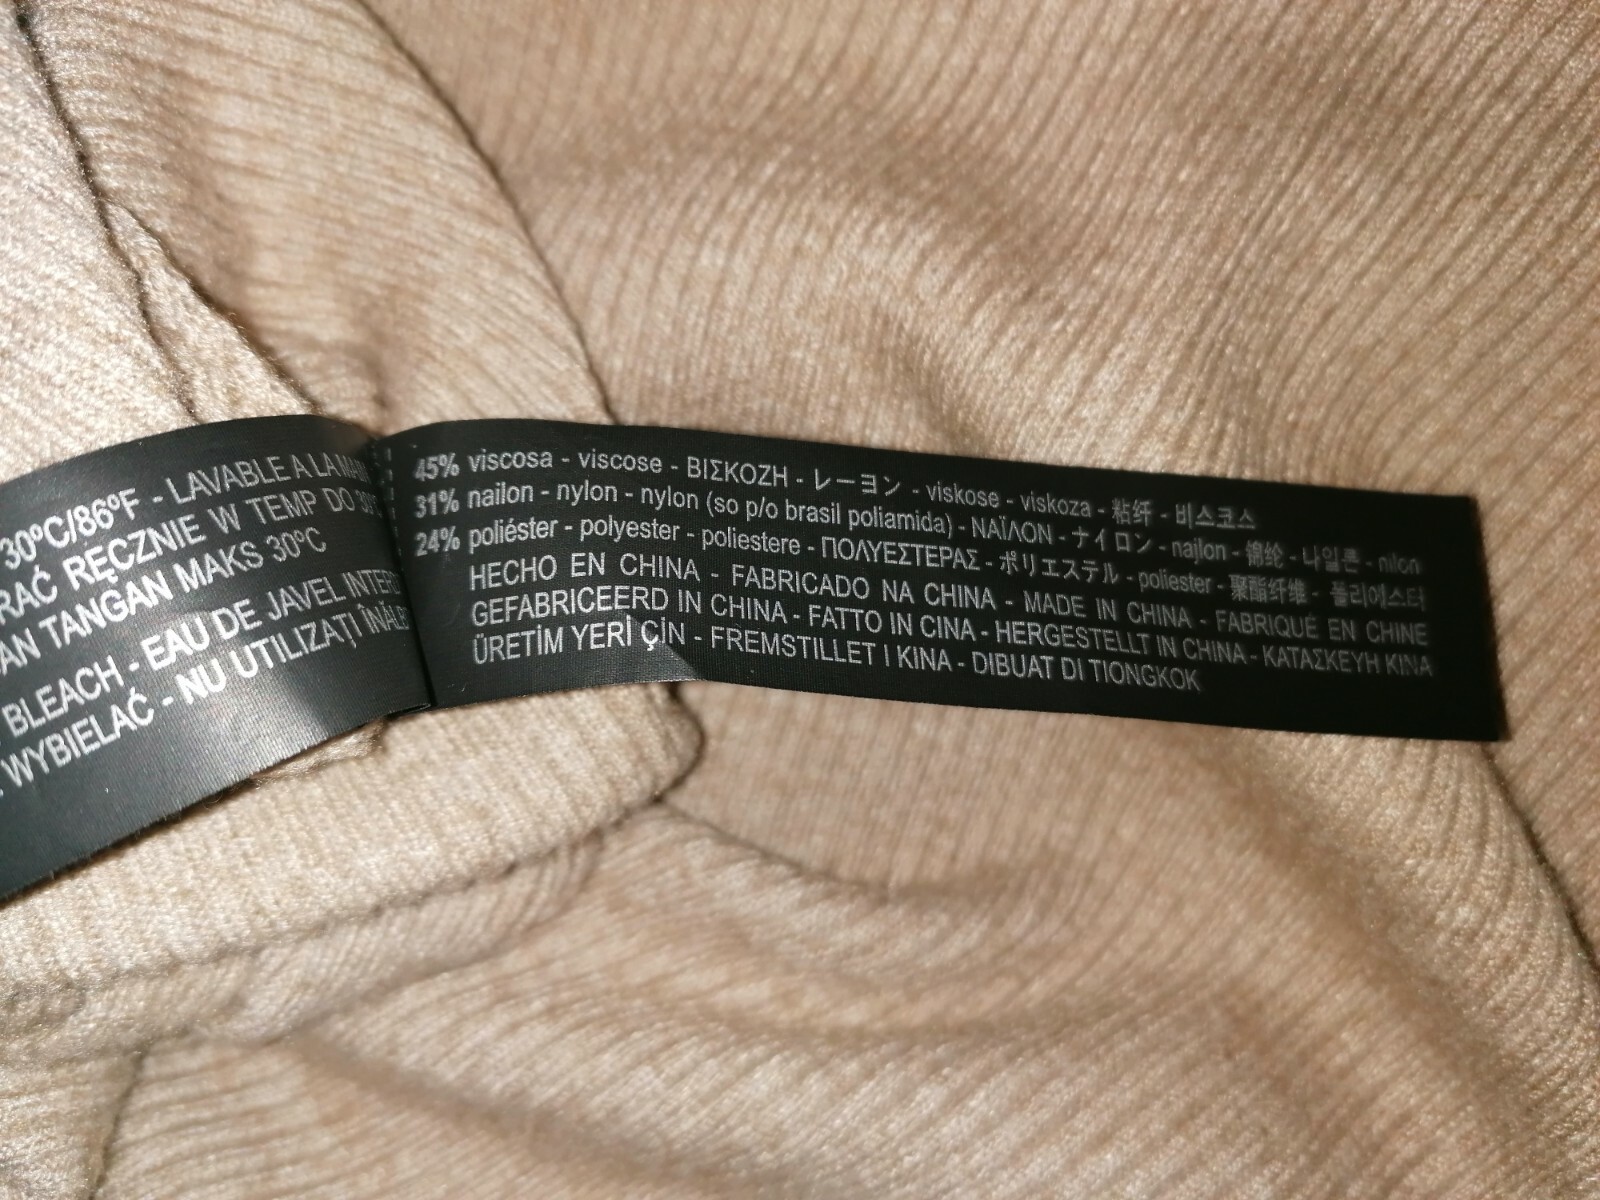 30ºC/86ºF - LAVABLE A LA MAN
RAĆ RĘCZNIE W TEMP DO 30º
AN TANGAN MAKS 30ºC
BLEACH - EAU DE JAVEL INTER
WYBIELAĆ - NU UTILIZAȚI ÎNĂLB
45% viscosa - viscose - ΒΙΣΚΟΖΗ - レーヨン - viskose - viskoza - 粘纤 - 비스코스
31% nailon - nylon - nylon (so p/o brasil poliamida) - ΝΑΪΛΟΝ - ナイロン - najlon - 锦纶 - 나일론 - nilon
24% poliéster - polyester - poliestere - ΠΟΛΥΕΣΤΕΡΑΣ - ポリエステル - poliester - 聚酯纤维 - 폴리에스터
HECHO EN CHINA - FABRICADO NA CHINA - MADE IN CHINA - FABRIQUÉ EN CHINE
GEFABRICEERD IN CHINA - FATTO IN CINA - HERGESTELLT IN CHINA - ΚΑΤΑΣΚΕΥΗ ΚΙΝΑ
ÜRETİM YERİ ÇİN - FREMSTILLET I KINA - DIBUAT DI TIONGKOK